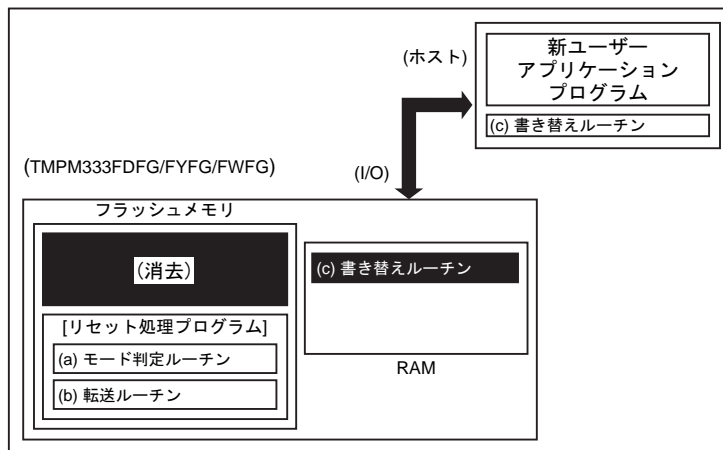 (ホスト)
新ユーザー
アプリケーション
プログラム
(c) 書き替えルーチン
(TMPM333FDFG/FYFG/FWFG)
(I/O)
フラッシュメモリ
(消去)
[リセット処理プログラム]
(a) モード判定ルーチン
(b) 転送ルーチン
(c) 書き替えルーチン
RAM